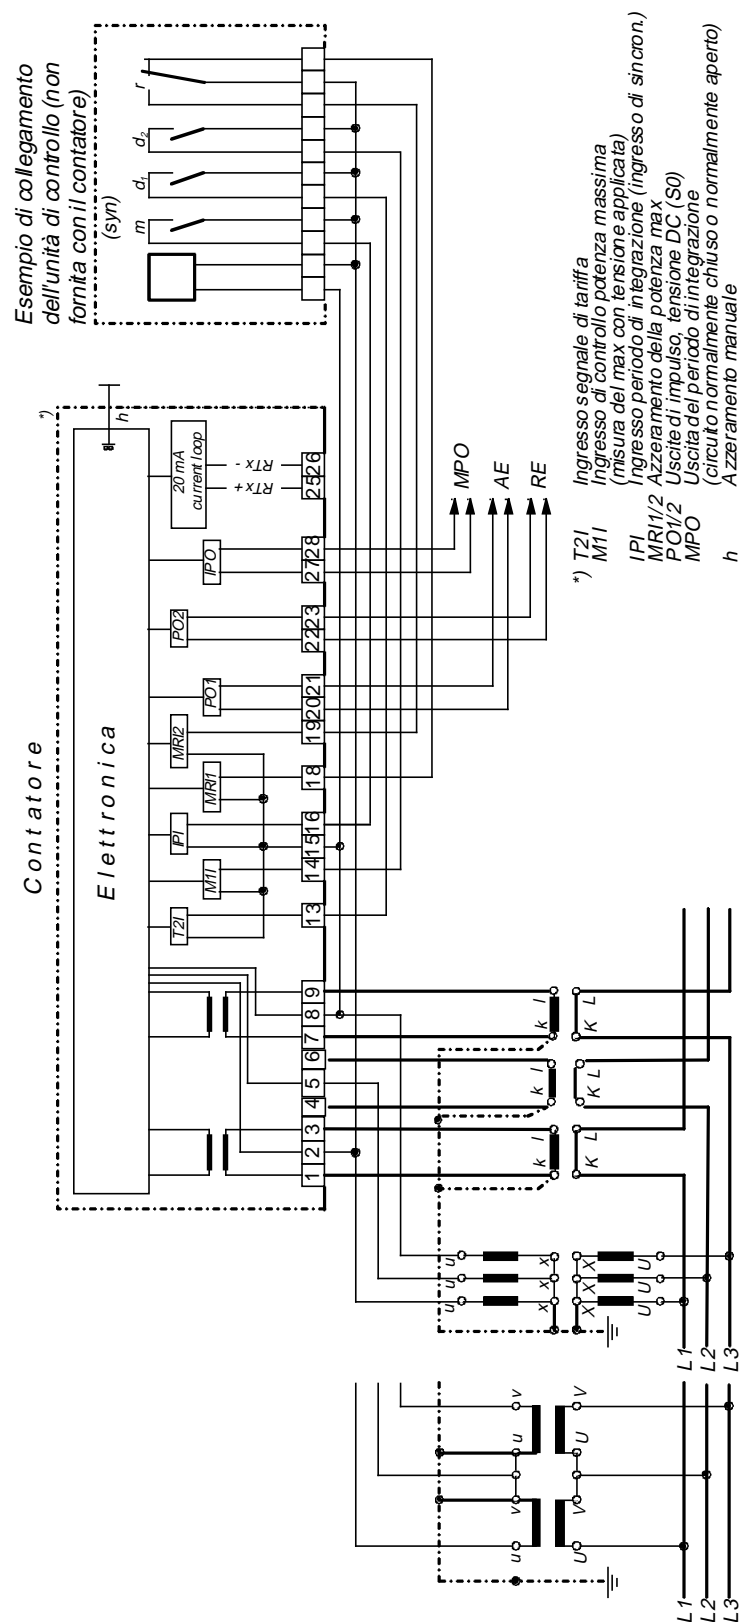 Contatore
Esempio di collegamento
dell'unità di controllo (non
fornita con il contatore)
(syn)
m d₁ d₂ r
*)
Elettronica
h
T2I M1I IPI MRI1 MRI2 PO1 PO2 IPO
20 mA
current loop
RTx+ RTx -
1 2 3 4 5 6 7 8 9 13 14 15 16 18 19 20 21 22 23 27 28 25 26
MPO
AE
RE
u u u
x x x
X X X
U U U
k l k l k l
K L K L K L
L1
L2
L3
u v u v
U V U V
L1
L2
L3
*) T2I Ingresso segnale di tariffa
M1I Ingresso di controllo potenza massima
(misura del max con tensione applicata)
IPI Ingresso periodo di integrazione (ingresso di sincron.)
MRI1/2 Azzeramento della potenza max
PO1/2 Uscite di impulso, tensione DC (S0)
MPO Uscita del periodo di integrazione
(circuito normalmente chiuso o normalmente aperto)
h Azzeramento manuale